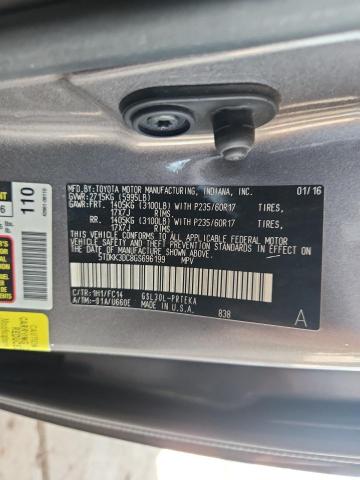 MFD.BY:TOYOTA MOTOR MANUFACTURING, INDIANA, INC. 01/16
GVWR:2715KG (5995LB)
GAWR:FRT. 1405KG (3100LB) WITH P235/60R17 TIRES,
17X7J RIMS,
RR. 1405KG (3100LB) WITH P235/60R17 TIRES,
17X7J RIMS,
THIS VEHICLE CONFORMS TO ALL APPLICABLE FEDERAL
MOTOR VEHICLE SAFETY AND THEFT PREVENTION
STANDARDS IN EFFECT ON THE DATE OF MANUFACTURE
SHOWN ABOVE.
5TDKK3DC8GS696199 MPV
C/TR:1H1/FC14 GSL30L-PRTEKA
A/TM:-01A/U660E MADE IN U.S.A.
838 A
110